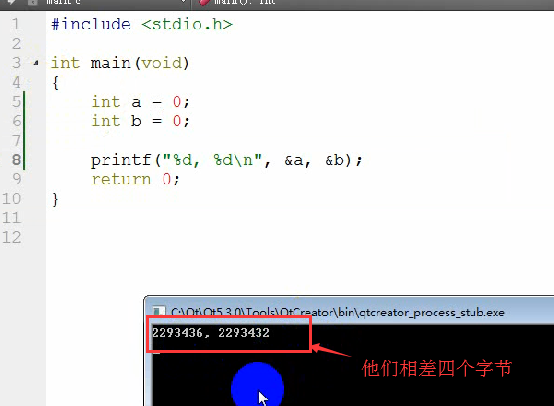 main.c
main(): int
1 #include <stdio.h>
2
3 int main(void)
4 {
5 int a = 0;
6 int b = 0;
7
8 printf("%d, %d\n", &a, &b);
9 return 0;
10 }
11
12
C:\Qt\Qt5.3.0\Tools\QtCreator\bin\qtcreator_process_stub.exe
2293436, 2293432
他们相差四个字节